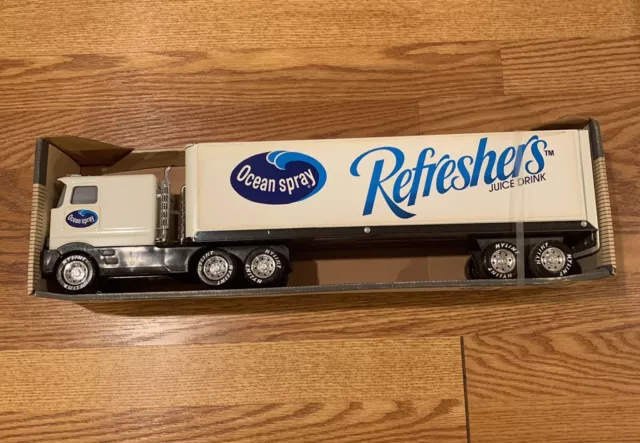 Ocean spray
Ocean spray
Refreshers™
JUICE DRINK
NYLINT
NYLINT
NYLINT
NYLINT
NYLINT